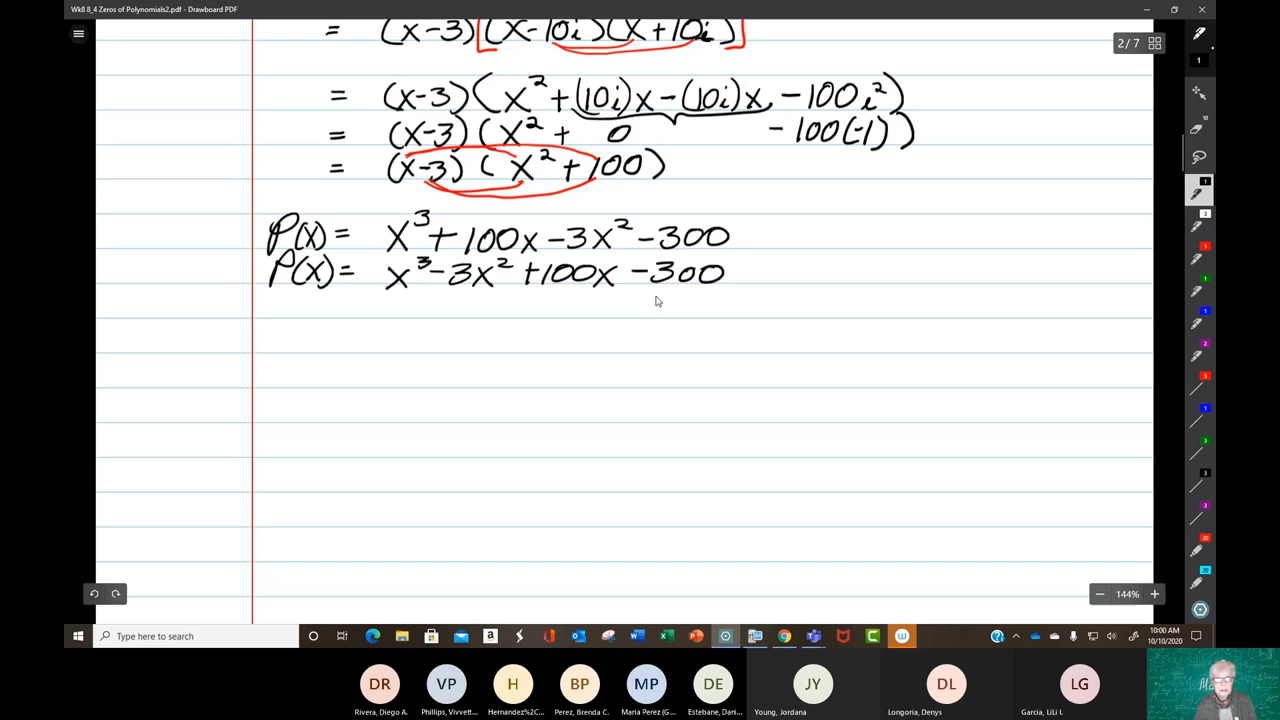 Wk8 8_4 Zeros of Polynomials2.pdf - Drawboard PDF
= (x-3)[(x-10i)(x+10i)]
2/7
= (x-3)(x²+(10i)x-(10i)x,-100i²)
= (x-3)(x²+ 0 -100(-1))
= (x-3)(x²+100)
P(x)= x³+100x-3x²-300
P(x)= x³-3x²+100x-300
144%
Type here to search
10:00 AM
10/10/2020
DR
VP
H
BP
MP
DE
JY
DL
LG
Rivera, Diego A.
Phillips, Vivvett...
Hernandez%2C...
Perez, Brenda C.
Maria Perez (G...
Estebane, Dani...
Young, Jordana
Longoria, Denys
Garcia, LiLi I.